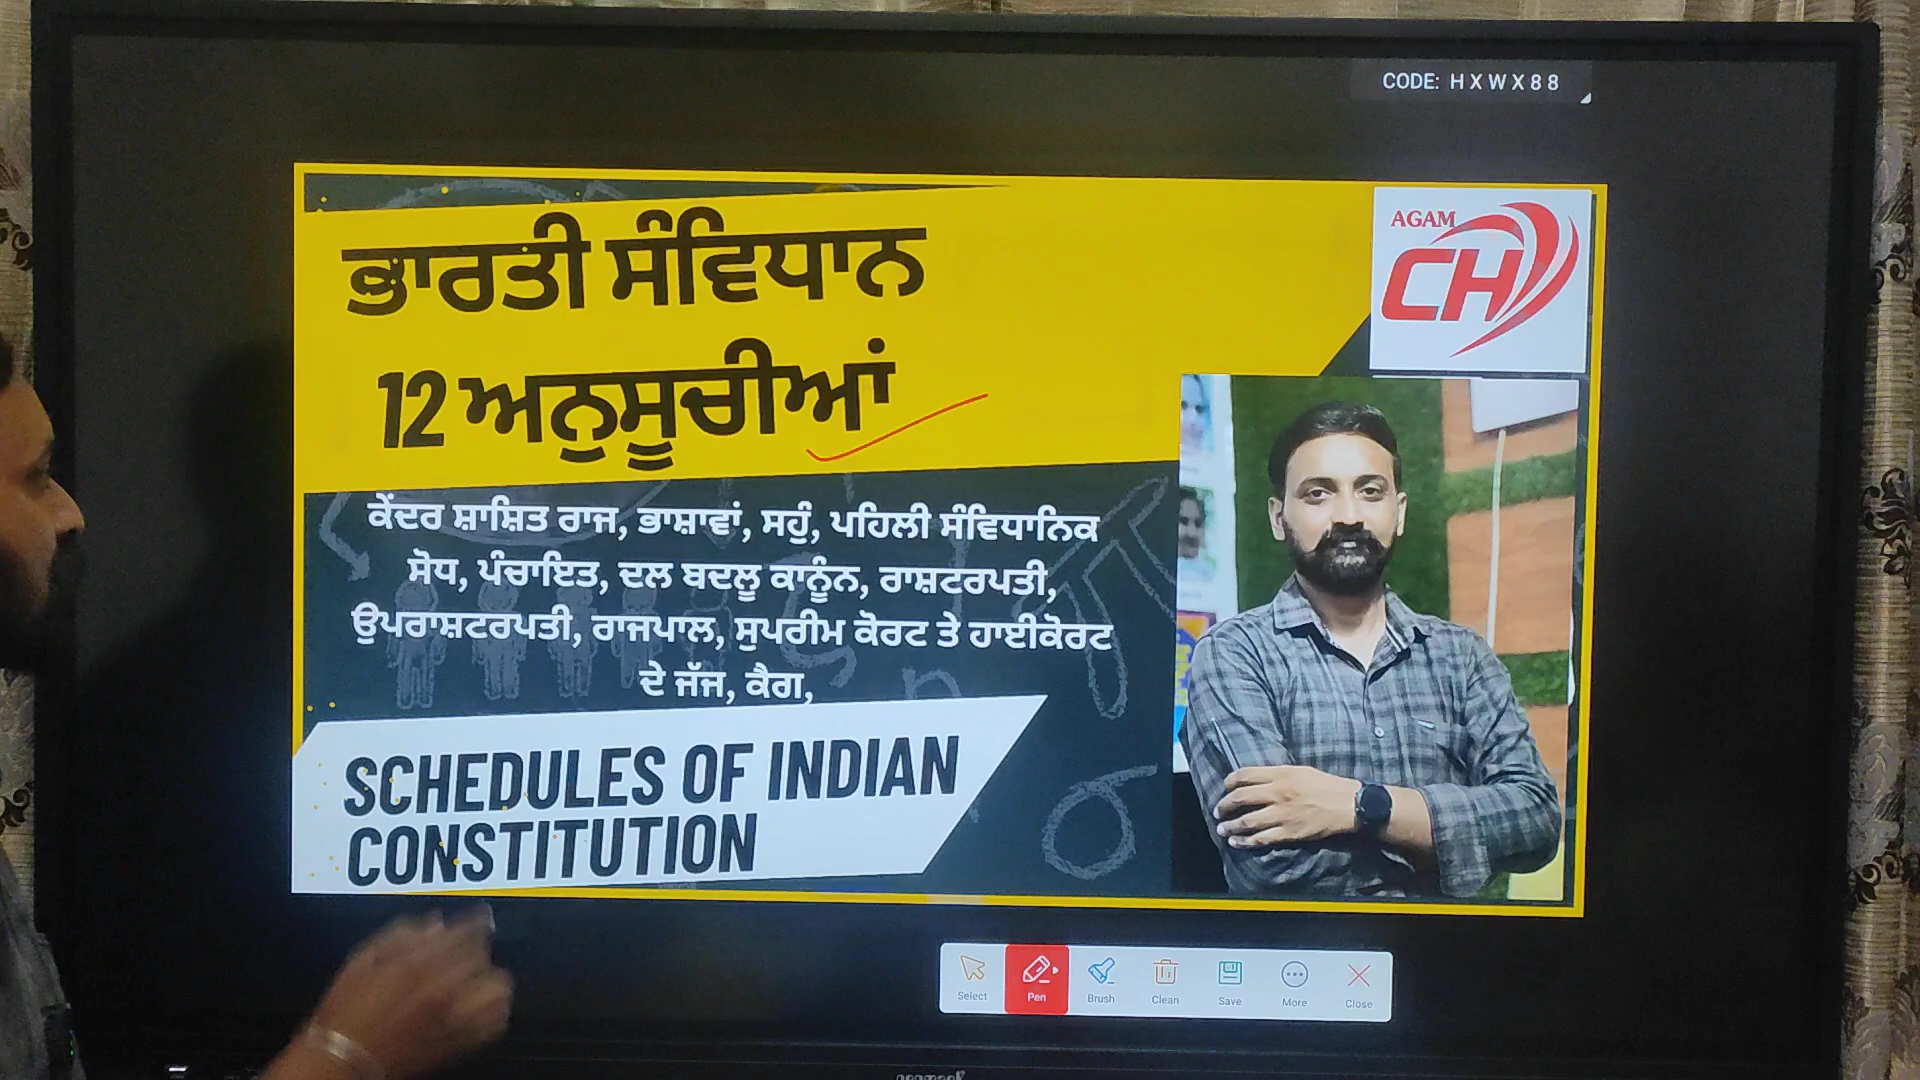 CODE: HXWX88
ਭਾਰਤੀ ਸੰਵਿਧਾਨ
12 ਅਨੁਸੂਚੀਆਂ
AGAM
CH
ਕੇਂਦਰ ਸ਼ਾਸ਼ਿਤ ਰਾਜ, ਭਾਸ਼ਾਵਾਂ, ਸਹੁੰ, ਪਹਿਲੀ ਸੰਵਿਧਾਨਿਕ
ਸੋਧ, ਪੰਚਾਇਤ, ਦਲ ਬਦਲੂ ਕਾਨੂੰਨ, ਰਾਸ਼ਟਰਪਤੀ,
ਉਪਰਾਸ਼ਟਰਪਤੀ, ਰਾਜਪਾਲ, ਸੁਪਰੀਮ ਕੋਰਟ ਤੇ ਹਾਈਕੋਰਟ
ਦੇ ਜੱਜ, ਕੈਗ,
SCHEDULES OF INDIAN
CONSTITUTION
Select Pen Brush Clean Save More Close